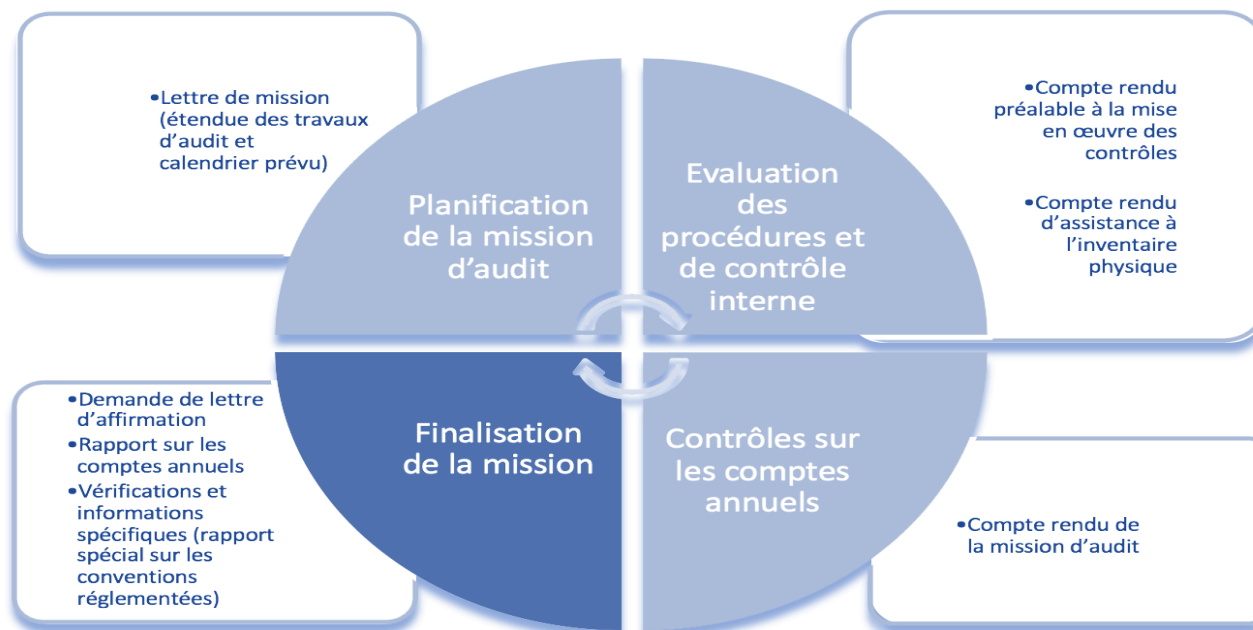 •Lettre de mission
(étendue des travaux
d’audit et
calendrier prévu)
Planification
de la mission
d’audit
Evaluation
des
procédures et
de contrôle
interne
•Compte rendu
préalable à la mise
en œuvre des
contrôles
•Compte rendu
d’assistance à
l’inventaire
physique
•Demande de lettre
d’affirmation
•Rapport sur les
comptes annuels
•Vérifications et
informations
spécifiques (rapport
spécial sur les
conventions
réglementées)
Finalisation
de la mission
Contrôles sur
les comptes
annuels
•Compte rendu de
la mission d’audit